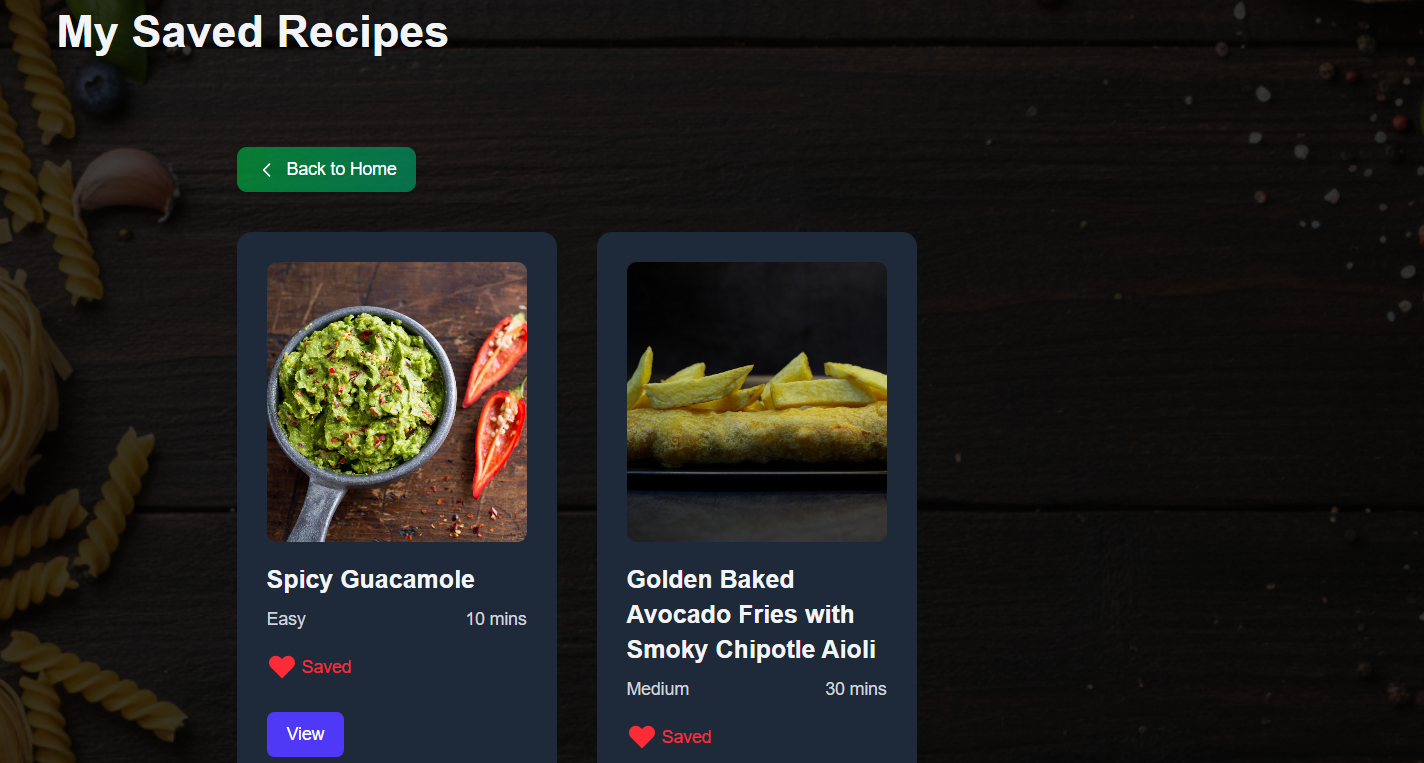 My Saved Recipes
Back to Home
Spicy Guacamole
Easy
10 mins
Saved
View
Golden Baked
Avocado Fries with
Smoky Chipotle Aioli
Medium
30 mins
Saved